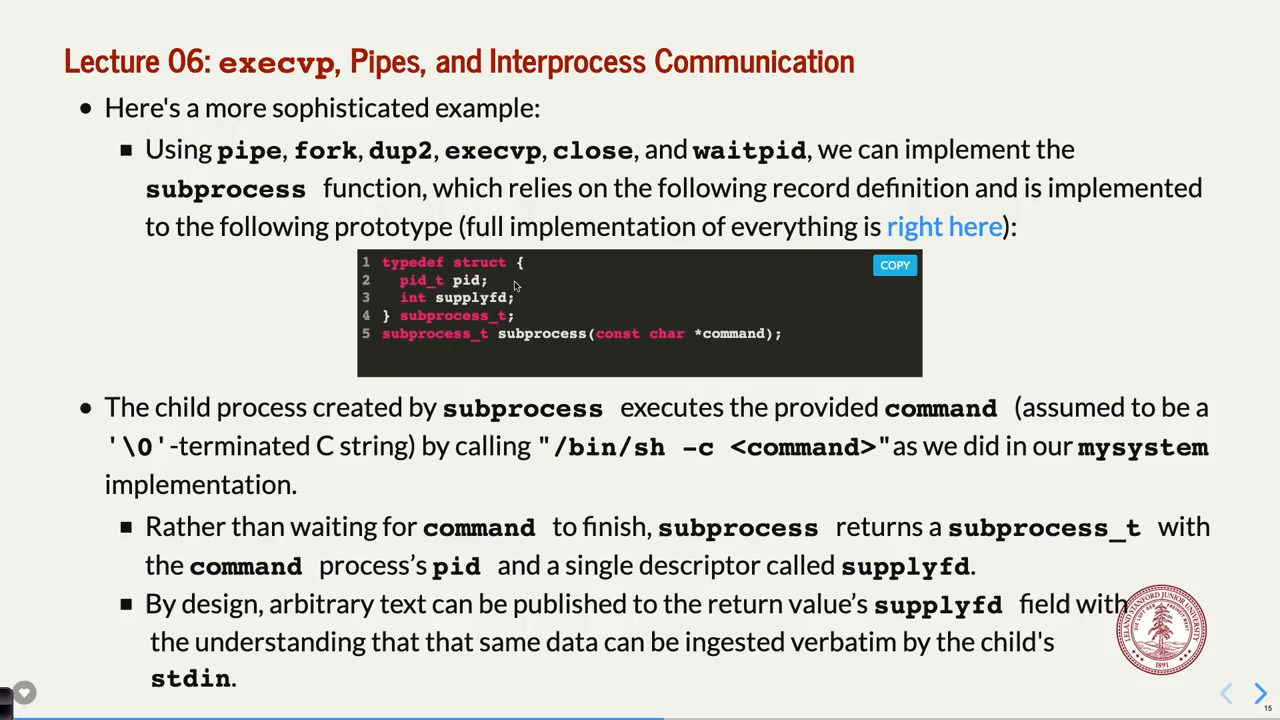 Lecture 06: execvp, Pipes, and Interprocess Communication
• Here's a more sophisticated example:
▪ Using pipe, fork, dup2, execvp, close, and waitpid, we can implement the
subprocess function, which relies on the following record definition and is implemented
to the following prototype (full implementation of everything is right here):
1 typedef struct {
COPY
2 pid_t pid;
3 int supplyfd;
4 } subprocess_t;
5 subprocess_t subprocess(const char *command);
• The child process created by subprocess executes the provided command (assumed to be a
'\0'-terminated C string) by calling "/bin/sh -c <command>"as we did in our mysystem
implementation.
▪ Rather than waiting for command to finish, subprocess returns a subprocess_t with
the command process’s pid and a single descriptor called supplyfd.
▪ By design, arbitrary text can be published to the return value’s supplyfd field with
the understanding that that same data can be ingested verbatim by the child's
stdin.
1891
15